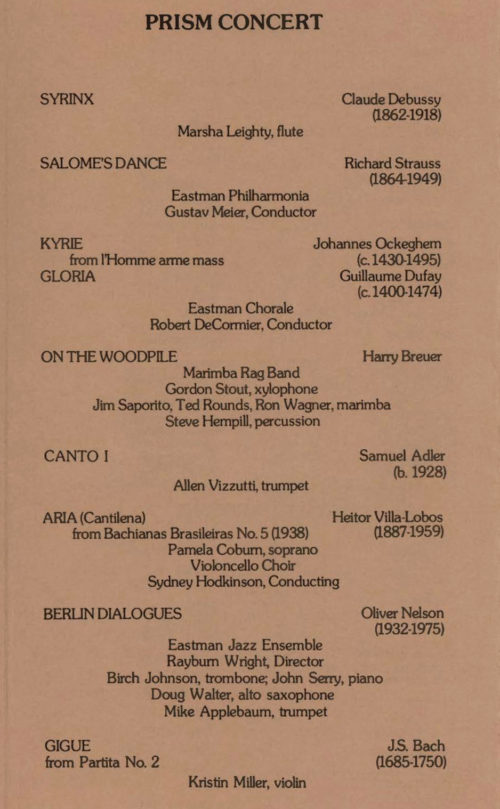 PRISM CONCERT
SYRINX Claude Debussy
(1862-1918)
Marsha Leighty, flute
SALOME'S DANCE Richard Strauss
(1864-1949)
Eastman Philharmonia
Gustav Meier, Conductor
KYRIE Johannes Ockeghem
from l'Homme arme mass (c. 1430-1495)
GLORIA Guillaume Dufay
(c. 1400-1474)
Eastman Chorale
Robert DeCormier, Conductor
ON THE WOODPILE Harry Breuer
Marimba Rag Band
Gordon Stout, xylophone
Jim Saporito, Ted Rounds, Ron Wagner, marimba
Steve Hempill, percussion
CANTO I Samuel Adler
(b. 1928)
Allen Vizzutti, trumpet
ARIA (Cantilena) Heitor Villa-Lobos
from Bachianas Brasileiras No. 5 (1938) (1887-1959)
Pamela Coburn, soprano
Violoncello Choir
Sydney Hodkinson, Conducting
BERLIN DIALOGUES Oliver Nelson
(1932-1975)
Eastman Jazz Ensemble
Rayburn Wright, Director
Birch Johnson, trombone; John Serry, piano
Doug Walter, alto saxophone
Mike Applebaum, trumpet
GIGUE J.S. Bach
from Partita No. 2 (1685-1750)
Kristin Miller, violin